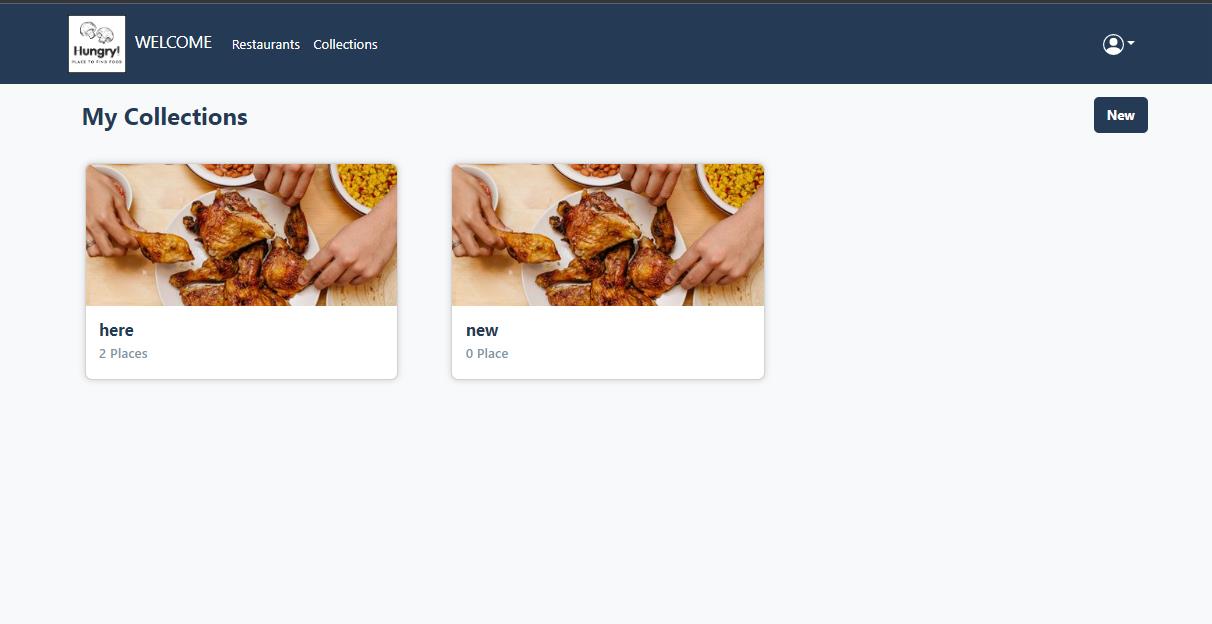 Hungry!
PLACE TO FIND FOOD
WELCOME Restaurants Collections
My Collections
New
here
2 Places
new
0 Place